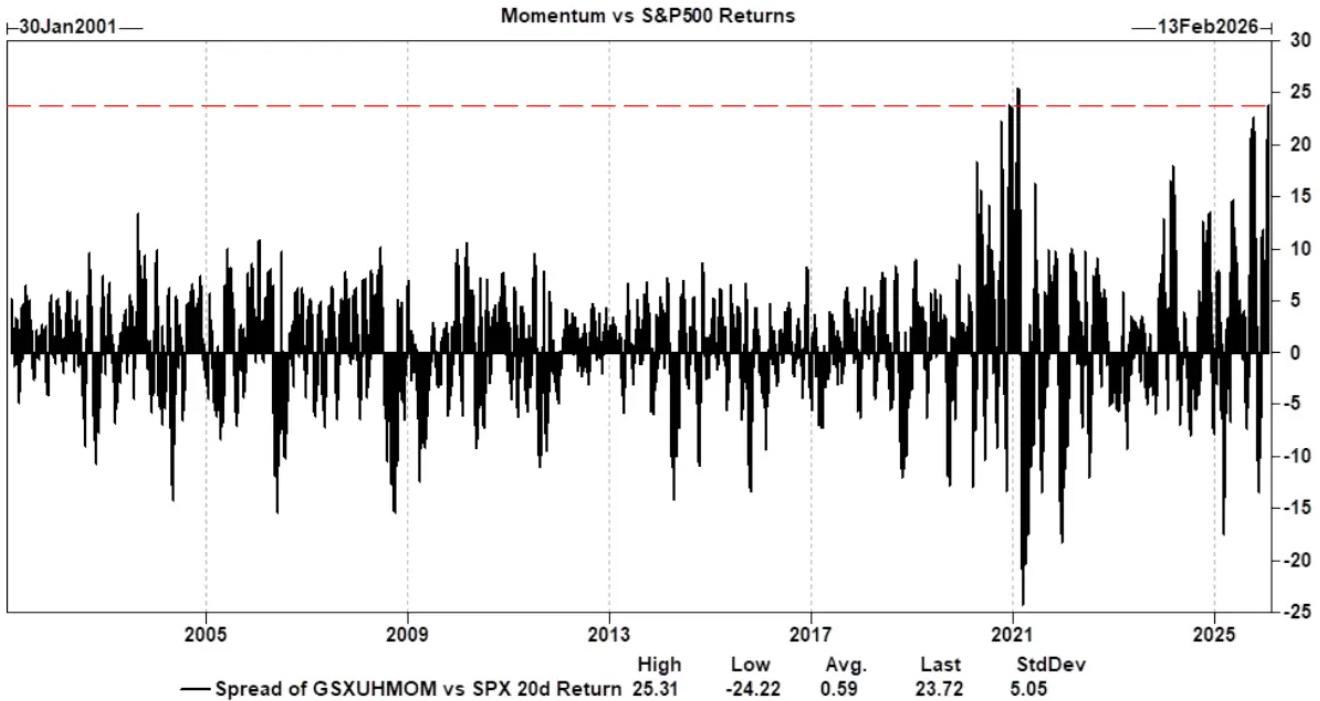 Momentum vs S&P500 Returns
30Jan2001
13Feb2026
30
25
20
15
10
5
0
-5
-10
-15
-20
-25
2005 2009 2013 2017 2021 2025
High Low Avg. Last StdDev
Spread of GSXUHMOM vs SPX 20d Return 25.31 -24.22 0.59 23.72 5.05